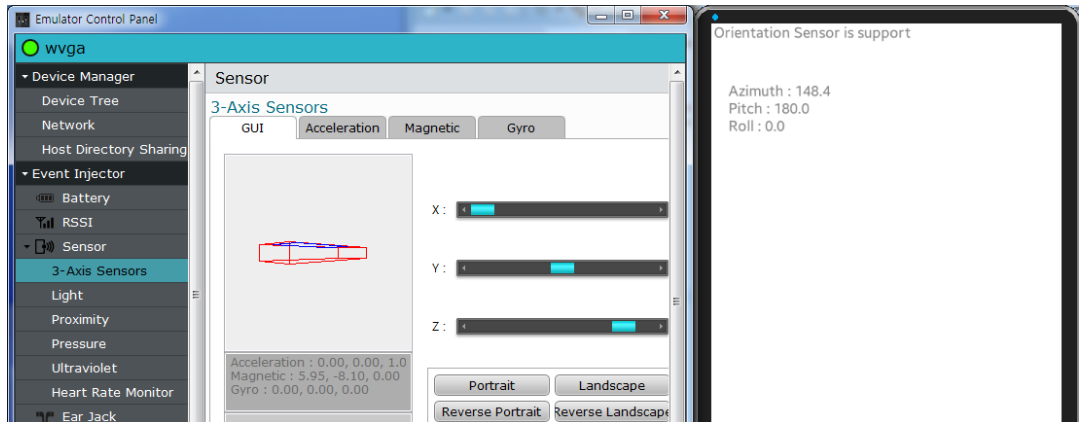 Emulator Control Panel
wvga
Device Manager
Device Tree
Network
Host Directory Sharing
Event Injector
Battery
RSSI
Sensor
3-Axis Sensors
Light
Proximity
Pressure
Ultraviolet
Heart Rate Monitor
Ear Jack
Sensor
3-Axis Sensors
GUI Acceleration Magnetic Gyro
X :
Y :
Z :
Acceleration : 0.00, 0.00, 1.0
Magnetic : 5.95, -8.10, 0.00
Gyro : 0.00, 0.00, 0.00
Portrait Landscape
Reverse Portrait Reverse Landscape
Orientation Sensor is support
Azimuth : 148.4
Pitch : 180.0
Roll : 0.0